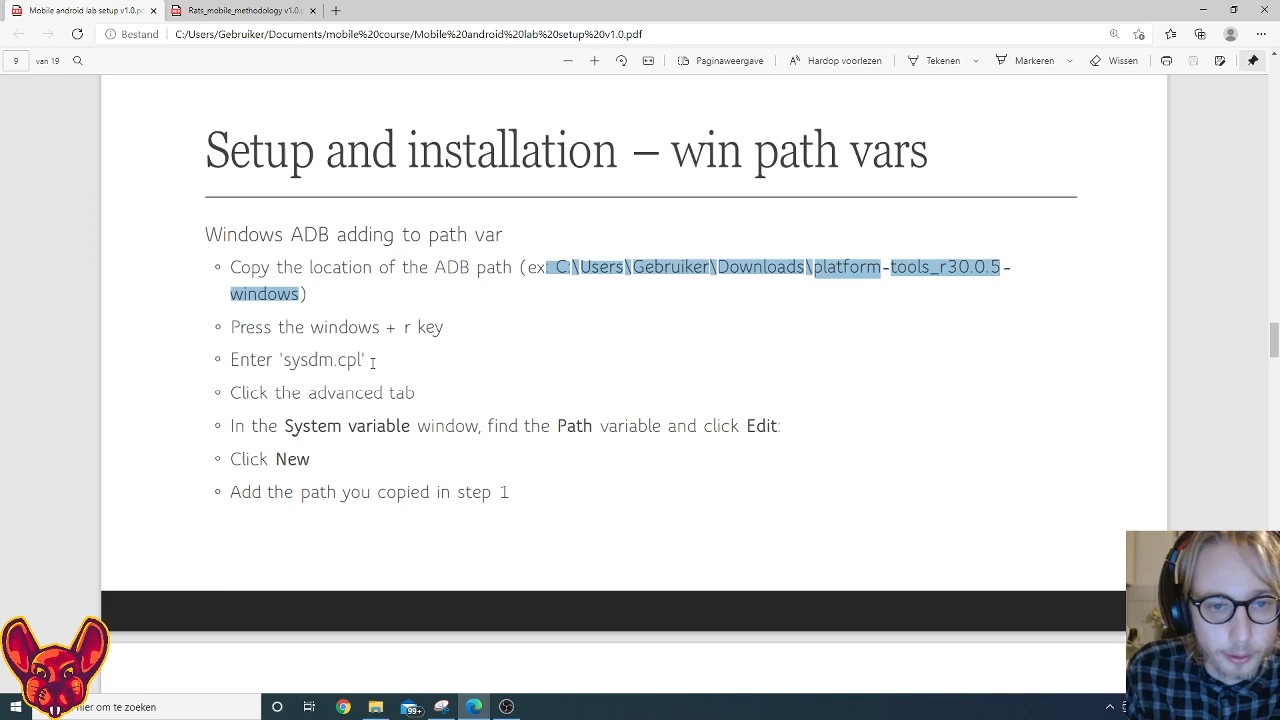 Mobile android lab setup v1.0.p
Rats_mobile_methodology v1.0.p
Bestand
C:/Users/Gebruiker/Documents/mobile%20course/Mobile%20android%20lab%20setup%20v1.0.pdf
9 van 19
Paginaweergave
Hardop voorlezen
Tekenen
Markeren
Wissen
Setup and installation – win path vars
Windows ADB adding to path var
Copy the location of the ADB path (ex: C:\Users\Gebruiker\Downloads\platform-tools_r30.0.5-
windows)
Press the windows + r key
Enter 'sysdm.cpl'
Click the advanced tab
In the System variable window, find the Path variable and click Edit:
Click New
Add the path you copied in step 1
hier om te zoeken
99+